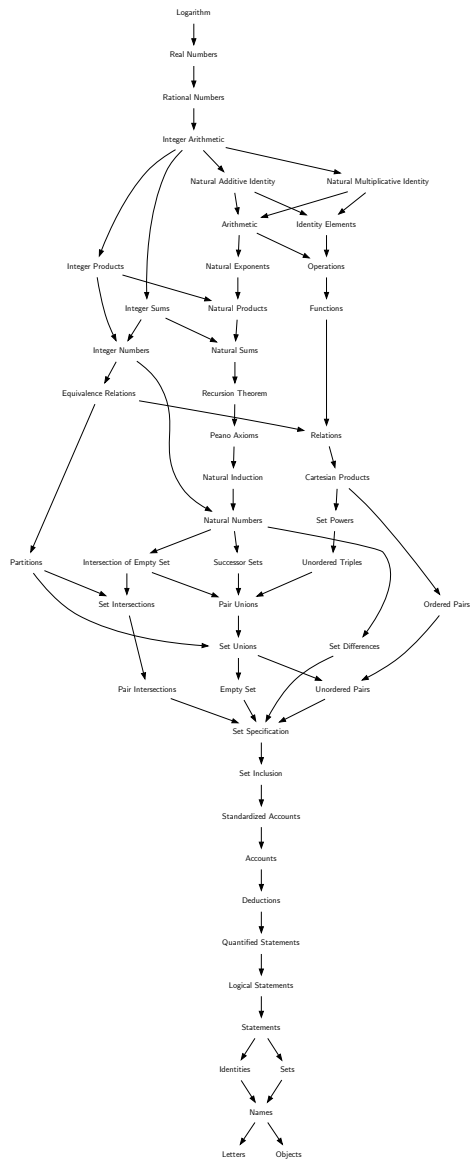 Logarithm
Real Numbers
Rational Numbers
Integer Arithmetic
Natural Additive Identity
Natural Multiplicative Identity
Arithmetic
Identity Elements
Integer Products
Natural Exponents
Operations
Integer Sums
Natural Products
Functions
Integer Numbers
Natural Sums
Equivalence Relations
Recursion Theorem
Peano Axioms
Relations
Natural Induction
Cartesian Products
Natural Numbers
Set Powers
Partitions
Intersection of Empty Set
Successor Sets
Unordered Triples
Set Intersections
Pair Unions
Ordered Pairs
Set Unions
Set Differences
Pair Intersections
Empty Set
Unordered Pairs
Set Specification
Set Inclusion
Standardized Accounts
Accounts
Deductions
Quantified Statements
Logical Statements
Statements
Identities
Sets
Names
Letters
Objects